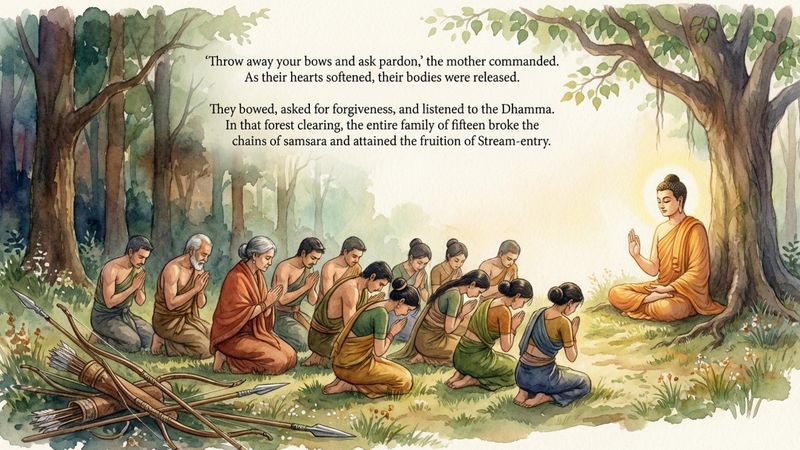 ‘Throw away your bows and ask pardon,’ the mother commanded.
As their hearts softened, their bodies were released.
They bowed, asked for forgiveness, and listened to the Dhamma.
In that forest clearing, the entire family of fifteen broke the
chains of samsara and attained the fruition of Stream-entry.